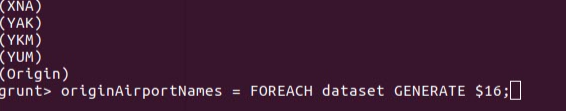 (XNA)
(YAK)
(YKM)
(YUM)
(Origin)
grunt> originAirportNames = FOREACH dataset GENERATE $16;